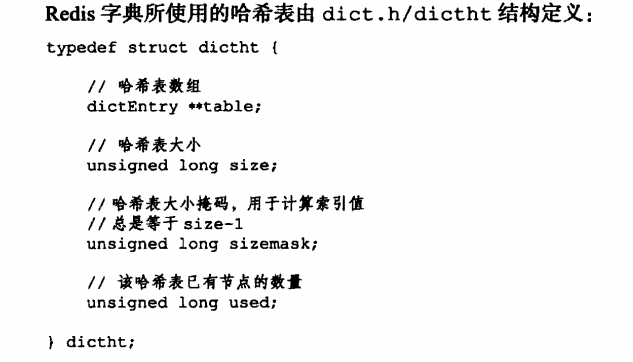 Redis 字典所使用的哈希表由 dict.h/dictht 结构定义：
typedef struct dictht {
// 哈希表数组
dictEntry **table;
// 哈希表大小
unsigned long size;
// 哈希表大小掩码，用于计算索引值
// 总是等于 size-1
unsigned long sizemask;
// 该哈希表已有节点的数量
unsigned long used;
} dictht;